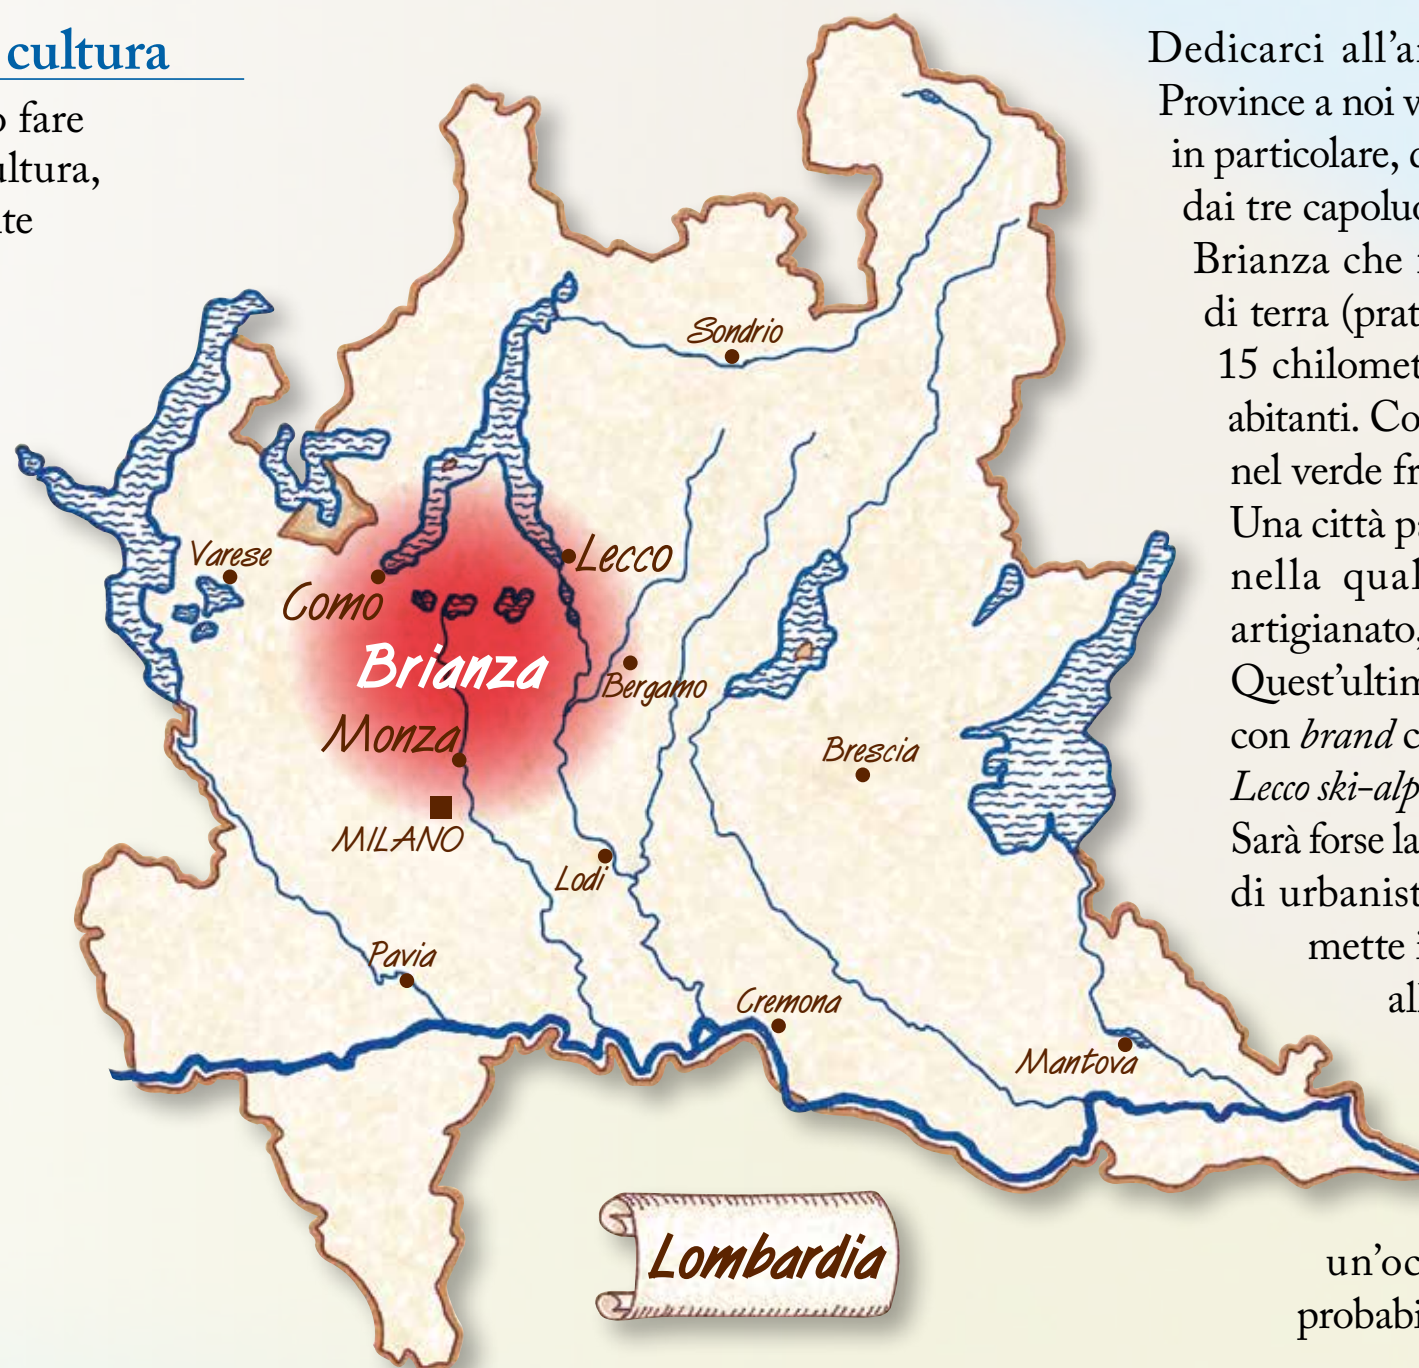 cultura
fare
ultura,
te
Sondrio
Varese
Como
Lecco
Brianza
Bergamo
Monza
Brescia
MILANO
Lodi
Pavia
Cremona
Mantova
Lombardia
Dedicarci all'a
Province a noi v
in particolare,
dai tre capoluo
Brianza che
di terra (prat
15 chilomet
abitanti. Co
nel verde fr
Una città pa
nella qual
artigianato,
Quest'ultim
con brand c
Lecco ski-alp
Sarà forse la
di urbanist
mette i
all
un'oc
probabi